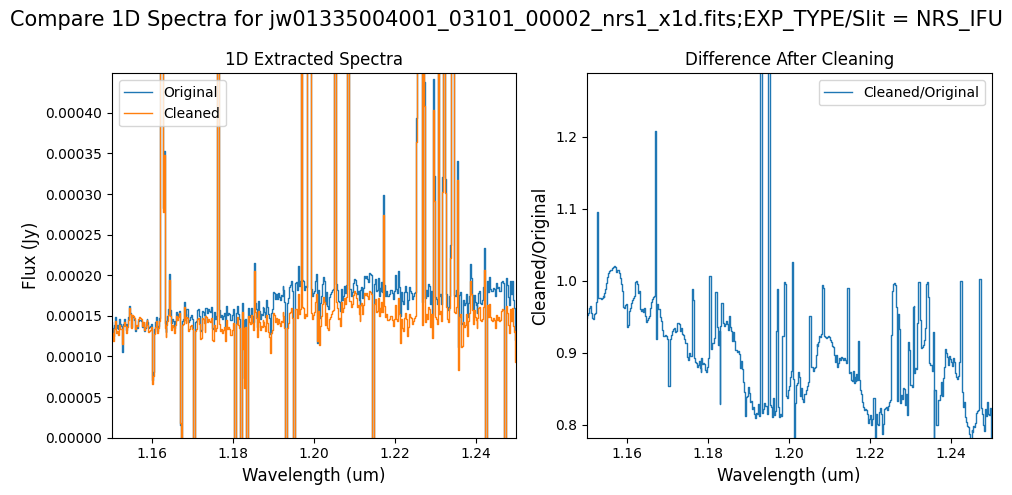 Compare 1D Spectra for jw01335004001_03101_00002_nrs1_x1d.fits;EXP_TYPE/Slit = NRS_IFU
1D Extracted Spectra
Original
Cleaned
Flux (Jy)
0.00040
0.00035
0.00030
0.00025
0.00020
0.00015
0.00010
0.00005
0.00000
1.16 1.18 1.20 1.22 1.24
Wavelength (um)
Difference After Cleaning
Cleaned/Original
Cleaned/Original
1.2
1.1
1.0
0.9
0.8
1.16 1.18 1.20 1.22 1.24
Wavelength (um)